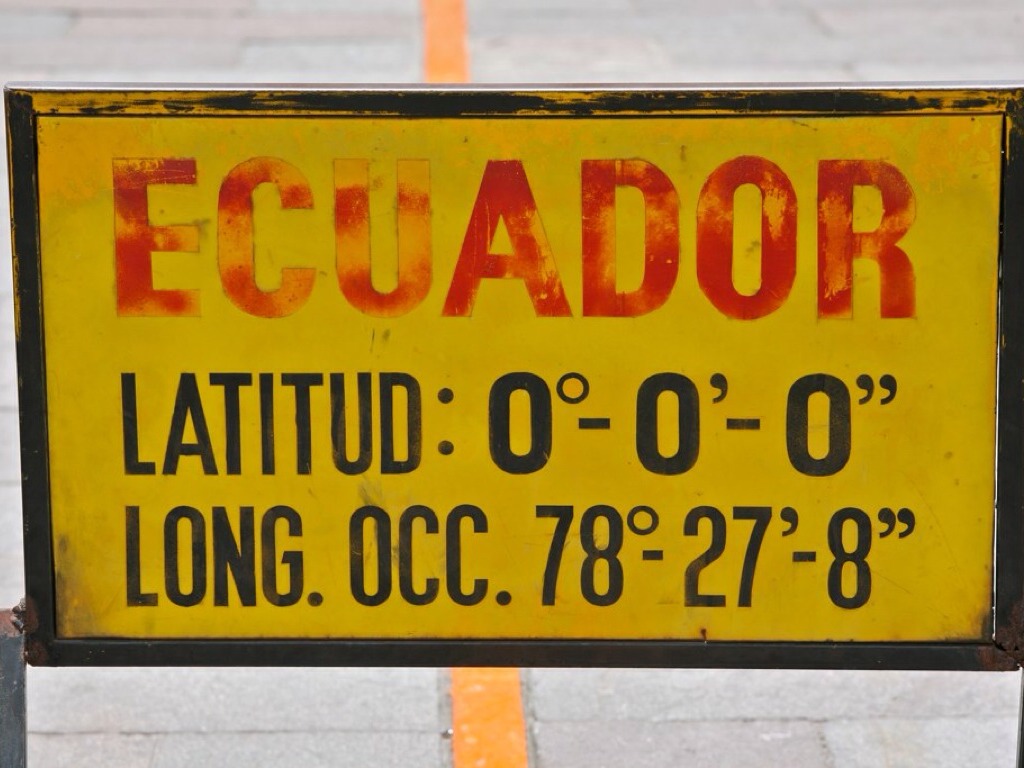 ECUADOR
LATITUD: 0°-0’-0”
LONG. OCC. 78°-27’-8”